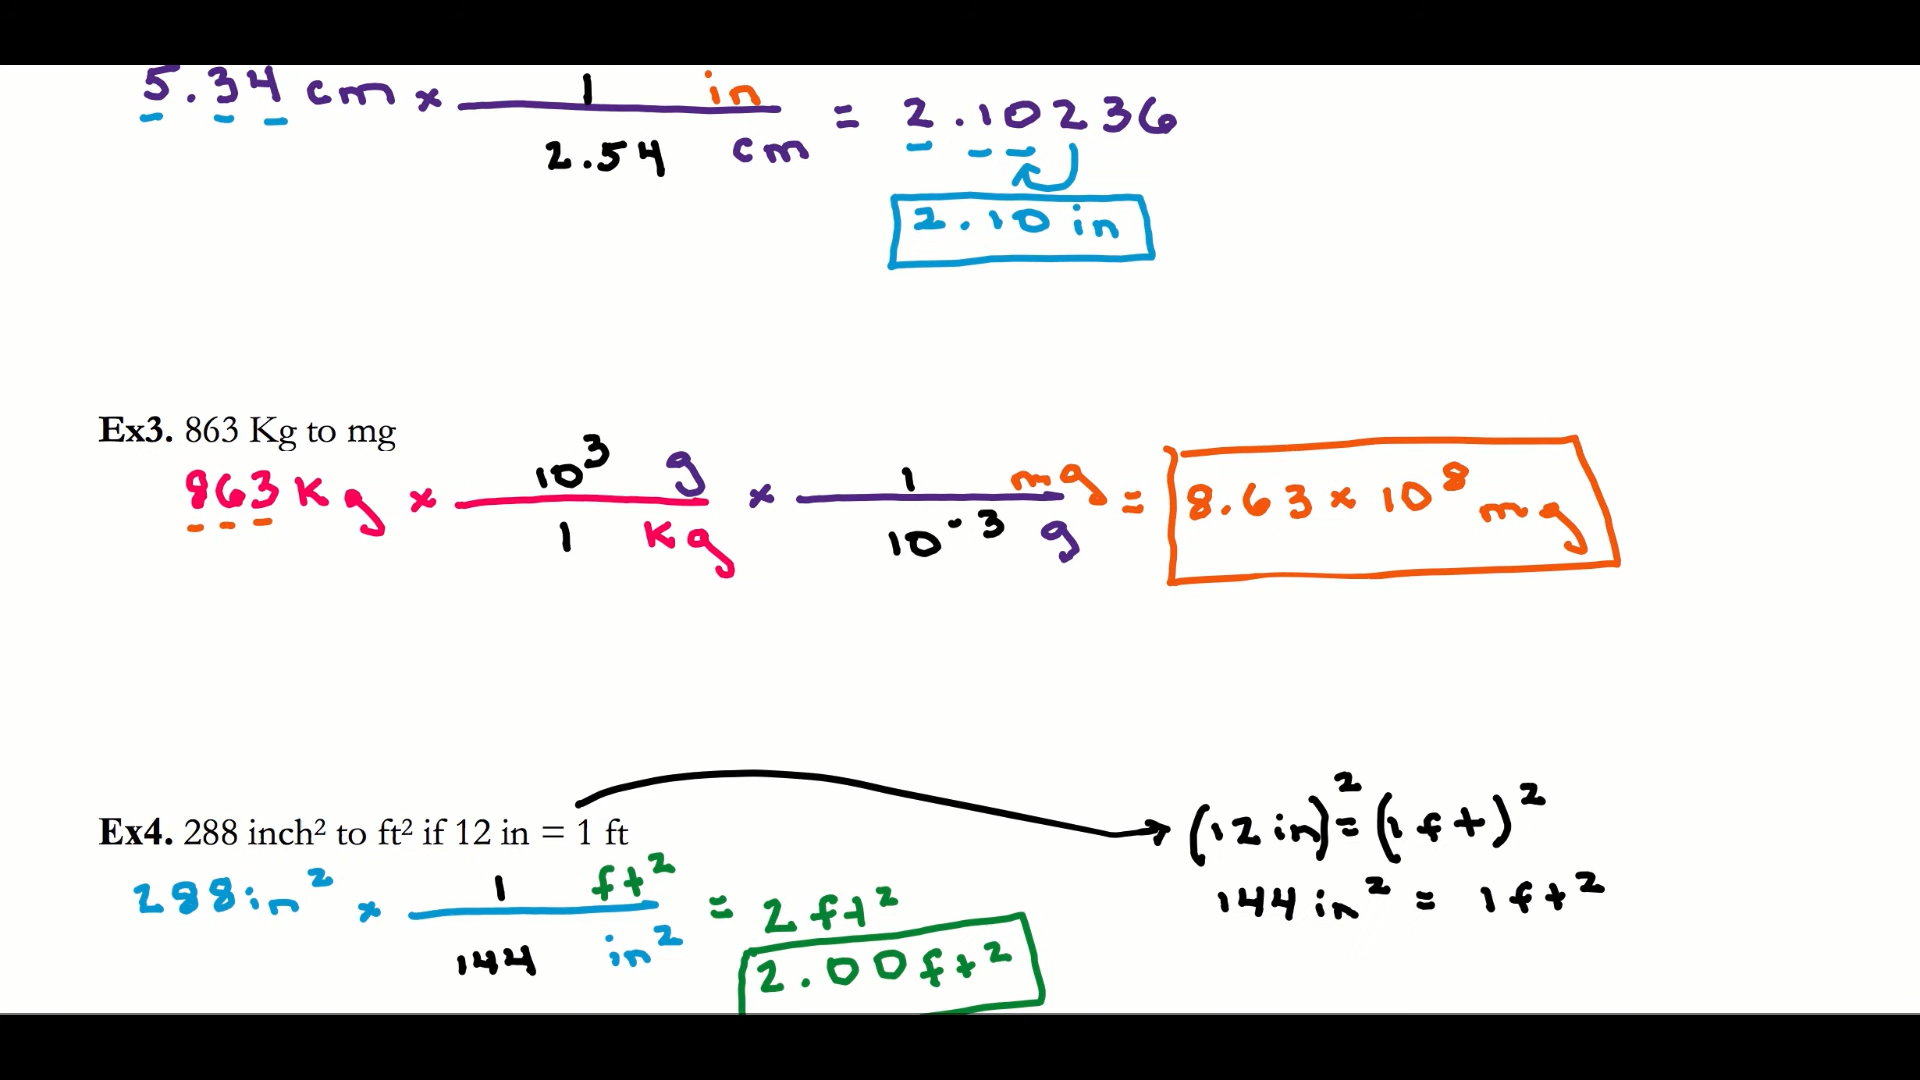 5.34 cm × 1 in / 2.54 cm = 2.10236
2.10 in
Ex3. 863 Kg to mg
863 Kg × 10³ g / 1 Kg × 1 mg / 10⁻³ g = 8.63 × 10⁸ mg
Ex4. 288 inch² to ft² if 12 in = 1 ft
(12 in)² = (1 ft)²
144 in² = 1 ft²
288 in² × 1 ft² / 144 in² = 2 ft²
2.00 ft²